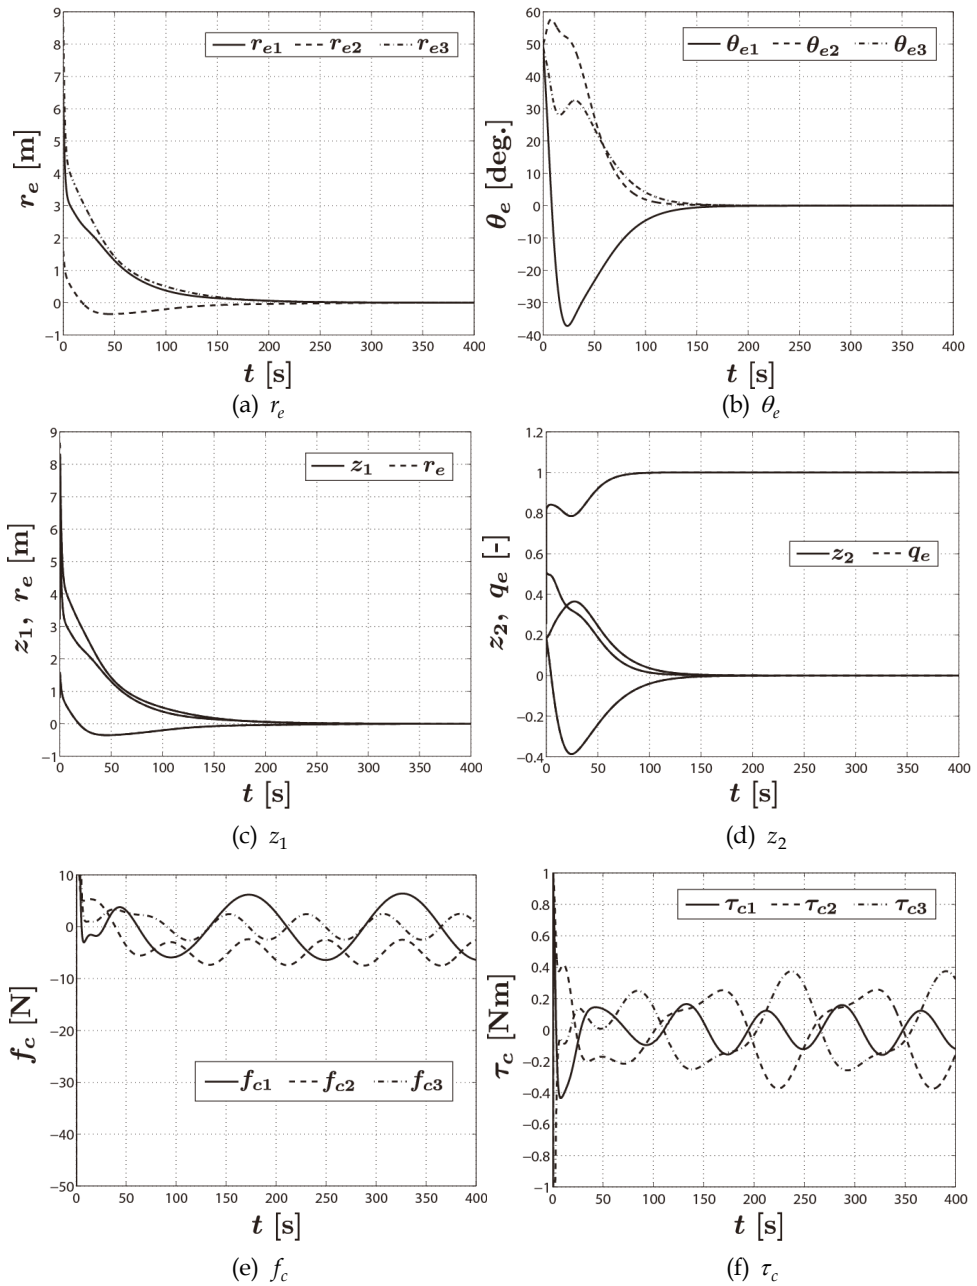 9
8
7
6
5
4
3
2
1
0
−1
r_e [m]
r_e1 r_e2 r_e3
0 50 100 150 200 250 300 350 400
t [s]
(a) r_e
60
50
40
30
20
10
0
−10
−20
−30
−40
θ_e [deg.]
θ_e1 θ_e2 θ_e3
0 50 100 150 200 250 300 350 400
t [s]
(b) θ_e
9
8
7
6
5
4
3
2
1
0
−1
z_1, r_e [m]
z_1 r_e
0 50 100 150 200 250 300 350 400
t [s]
(c) z_1
1.2
1
0.8
0.6
0.4
0.2
0
−0.2
−0.4
z_2, q_e [-]
z_2 q_e
0 50 100 150 200 250 300 350 400
t [s]
(d) z_2
10
0
−10
−20
−30
−40
−50
f_c [N]
f_c1 f_c2 f_c3
0 50 100 150 200 250 300 350 400
t [s]
(e) f_c
1
0.8
0.6
0.4
0.2
0
−0.2
−0.4
−0.6
−0.8
−1
τ_c [Nm]
τ_c1 τ_c2 τ_c3
0 50 100 150 200 250 300 350 400
t [s]
(f) τ_c